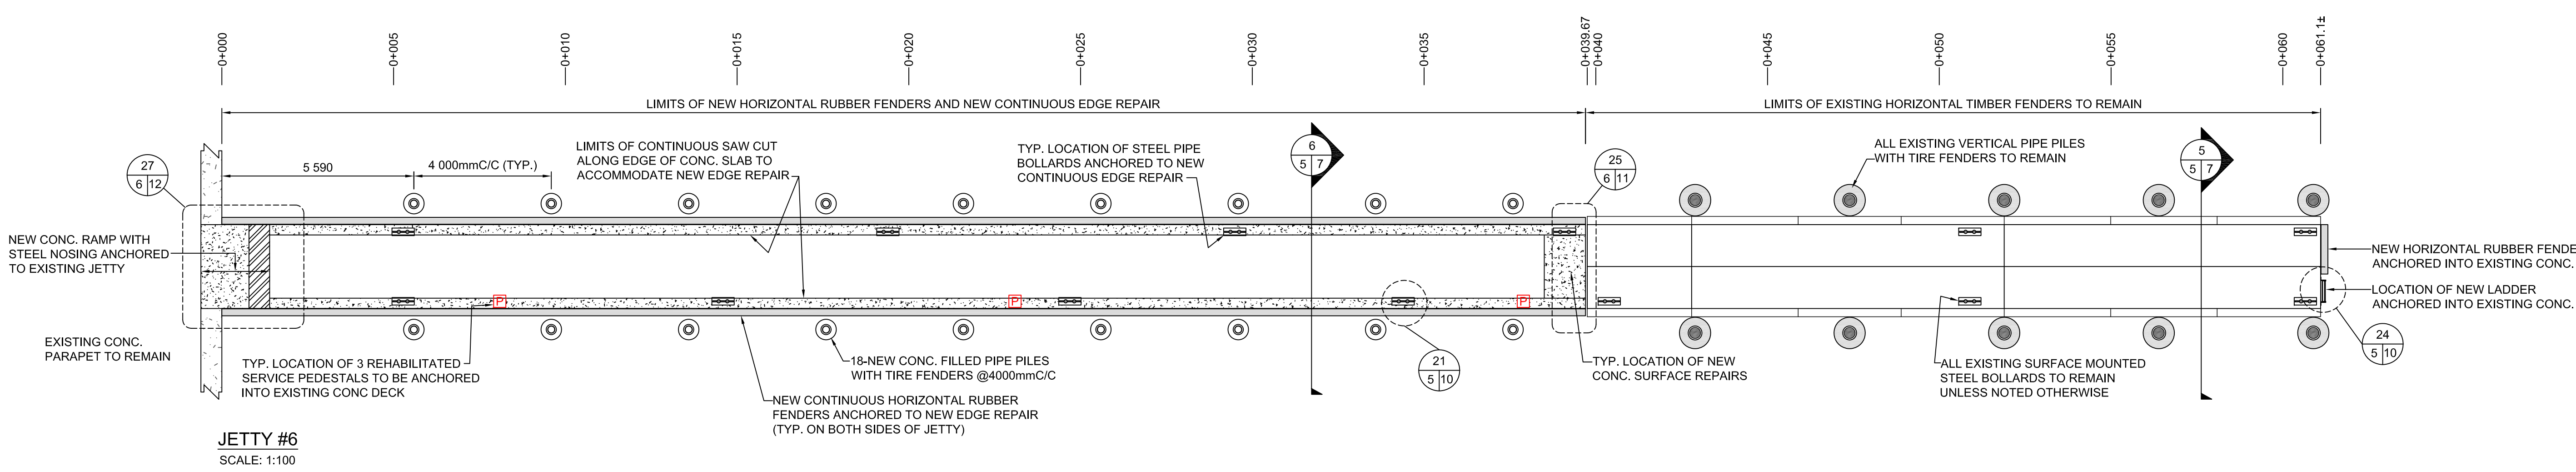 0+000
0+005
0+010
0+015
0+020
0+025
0+030
0+035
0+039.67
0+040
0+045
0+050
0+055
0+060
0+061.1±
LIMITS OF NEW HORIZONTAL RUBBER FENDERS AND NEW CONTINUOUS EDGE REPAIR
LIMITS OF EXISTING HORIZONTAL TIMBER FENDERS TO REMAIN
27
6 12
5 590
4 000mmC/C (TYP.)
LIMITS OF CONTINUOUS SAW CUT
ALONG EDGE OF CONC. SLAB TO
ACCOMMODATE NEW EDGE REPAIR
TYP. LOCATION OF STEEL PIPE
BOLLARDS ANCHORED TO NEW
CONTINUOUS EDGE REPAIR
6
5 7
25
6 11
ALL EXISTING VERTICAL PIPE PILES
WITH TIRE FENDERS TO REMAIN
5
5 7
NEW CONC. RAMP WITH
STEEL NOSING ANCHORED
TO EXISTING JETTY
NEW HORIZONTAL RUBBER FENDE
ANCHORED INTO EXISTING CONC.
LOCATION OF NEW LADDER
ANCHORED INTO EXISTING CONC.
P
P
P
EXISTING CONC.
PARAPET TO REMAIN
TYP. LOCATION OF 3 REHABILITATED
SERVICE PEDESTALS TO BE ANCHORED
INTO EXISTING CONC DECK
18-NEW CONC. FILLED PIPE PILES
WITH TIRE FENDERS @4000mmC/C
NEW CONTINUOUS HORIZONTAL RUBBER
FENDERS ANCHORED TO NEW EDGE REPAIR
(TYP. ON BOTH SIDES OF JETTY)
21
5 10
TYP. LOCATION OF NEW
CONC. SURFACE REPAIRS
ALL EXISTING SURFACE MOUNTED
STEEL BOLLARDS TO REMAIN
UNLESS NOTED OTHERWISE
24
5 10
JETTY #6
SCALE: 1:100